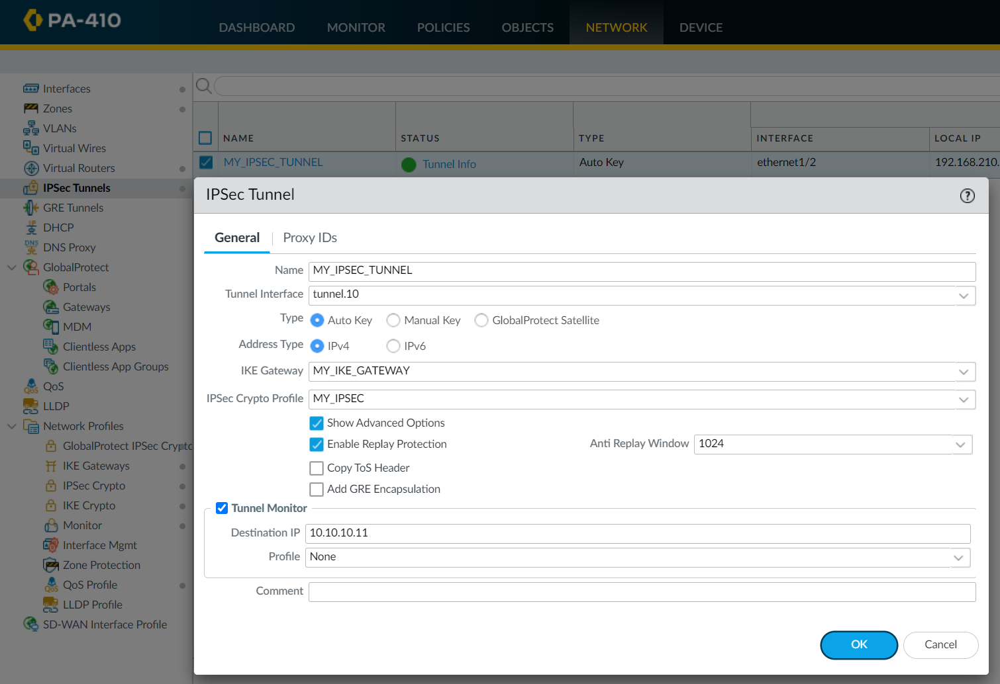 PA-410
DASHBOARD MONITOR POLICIES OBJECTS NETWORK DEVICE
Interfaces
Zones
VLANs
Virtual Wires
Virtual Routers
IPSec Tunnels
GRE Tunnels
DHCP
DNS Proxy
GlobalProtect
Portals
Gateways
MDM
Clientless Apps
Clientless App Groups
QoS
LLDP
Network Profiles
GlobalProtect IPSec Crypto
IKE Gateways
IPSec Crypto
IKE Crypto
Monitor
Interface Mgmt
Zone Protection
QoS Profile
LLDP Profile
SD-WAN Interface Profile
NAME STATUS TYPE INTERFACE LOCAL IP
MY_IPSEC_TUNNEL Tunnel Info Auto Key ethernet1/2 192.168.210.
IPSec Tunnel
General Proxy IDs
Name MY_IPSEC_TUNNEL
Tunnel Interface tunnel.10
Type Auto Key Manual Key GlobalProtect Satellite
Address Type IPv4 IPv6
IKE Gateway MY_IKE_GATEWAY
IPSec Crypto Profile MY_IPSEC
Show Advanced Options
Enable Replay Protection Anti Replay Window 1024
Copy ToS Header
Add GRE Encapsulation
Tunnel Monitor
Destination IP 10.10.10.11
Profile None
Comment
OK Cancel